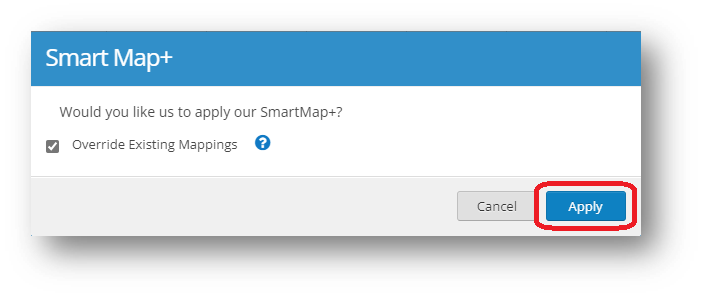 Smart Map+
Would you like us to apply our SmartMap+?
Override Existing Mappings ?
Cancel Apply